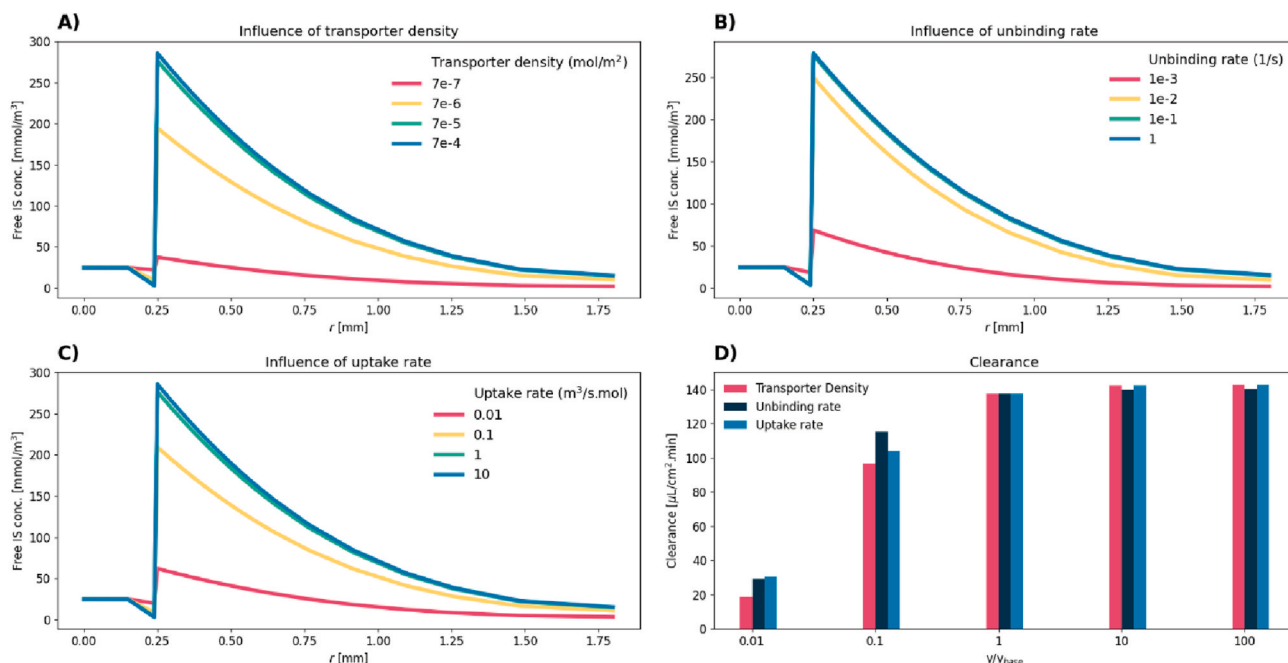 A)
Influence of transporter density
Free IS conc. [mmol/m³]
300
250
200
150
100
50
0
Transporter density (mol/m²)
7e-7
7e-6
7e-5
7e-4
0.00 0.25 0.50 0.75 1.00 1.25 1.50 1.75
r [mm]
B)
Influence of unbinding rate
Free IS conc. [mmol/m³]
300
250
200
150
100
50
0
Unbinding rate (1/s)
1e-3
1e-2
1e-1
1
0.00 0.25 0.50 0.75 1.00 1.25 1.50 1.75
r [mm]
C)
Influence of uptake rate
Free IS conc. [mmol/m³]
300
250
200
150
100
50
0
Uptake rate (m³/s.mol)
0.01
0.1
1
10
0.00 0.25 0.50 0.75 1.00 1.25 1.50 1.75
r [mm]
D)
Clearance
Clearance [μL/cm².min]
140
120
100
80
60
40
20
0
Transporter Density
Unbinding rate
Uptake rate
0.01 0.1 1 10 100
γ/γbase